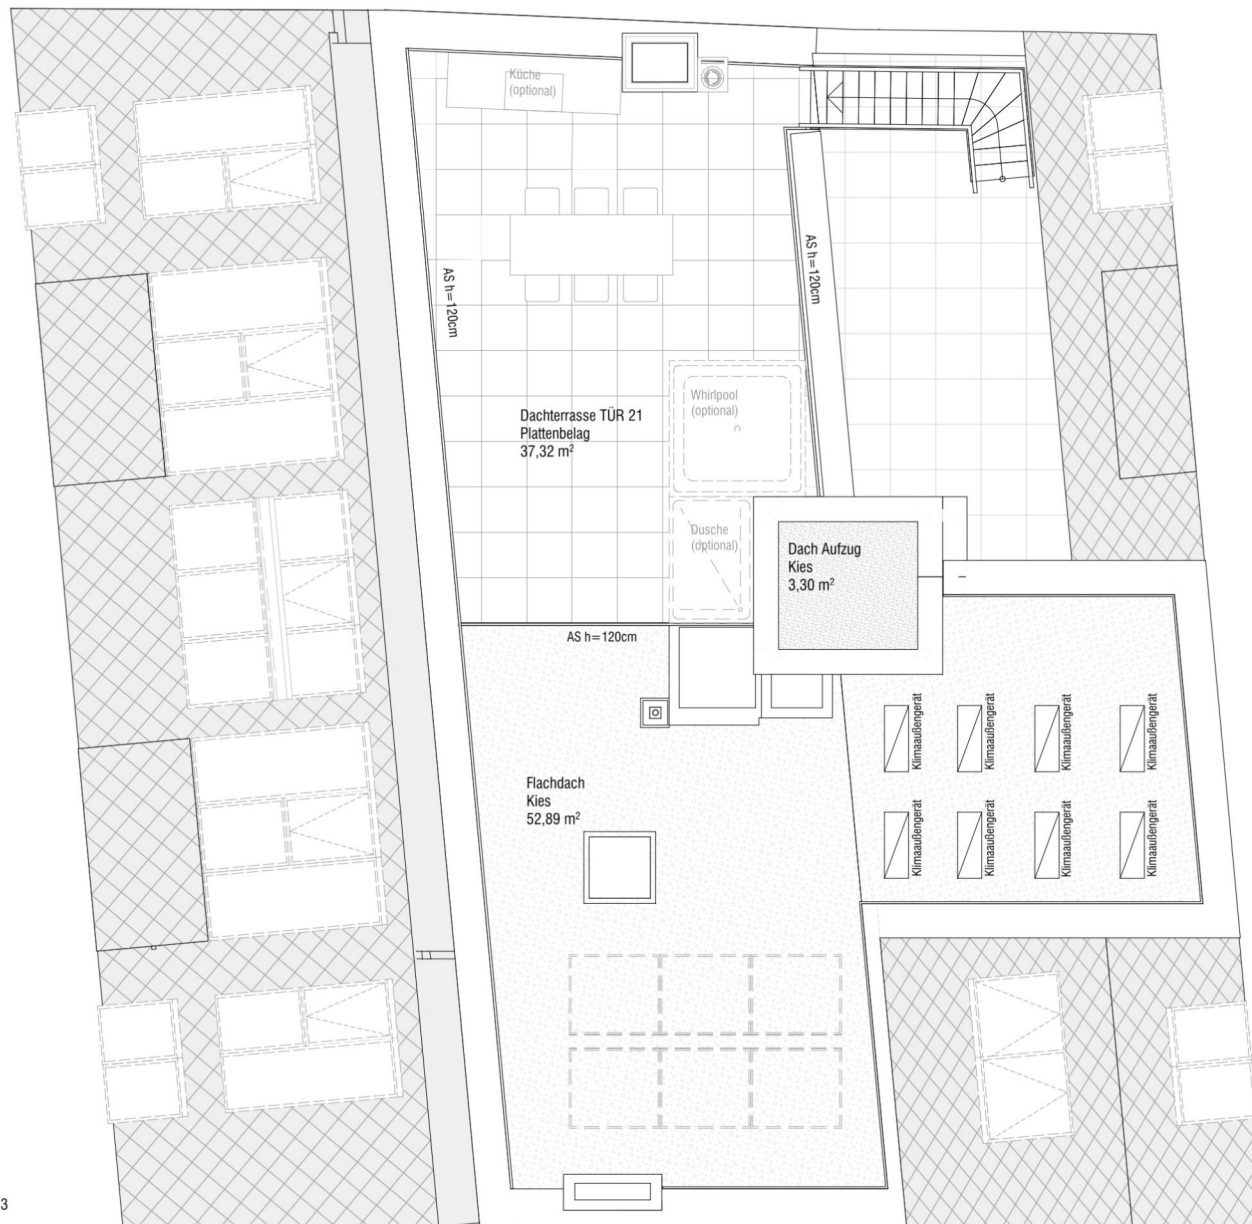 Küche
(optional)
AS h=120cm
AS h=120cm
Whirlpool
(optional)
Dachterrasse TÜR 21
Plattenbelag
37,32 m²
Dusche
(optional)
Dach Aufzug
Kies
3,30 m²
AS h=120cm
Klimaaußengerät
Klimaaußengerät
Klimaaußengerät
Klimaaußengerät
Flachdach
Kies
52,89 m²
Klimaaußengerät
Klimaaußengerät
Klimaaußengerät
Klimaaußengerät
3